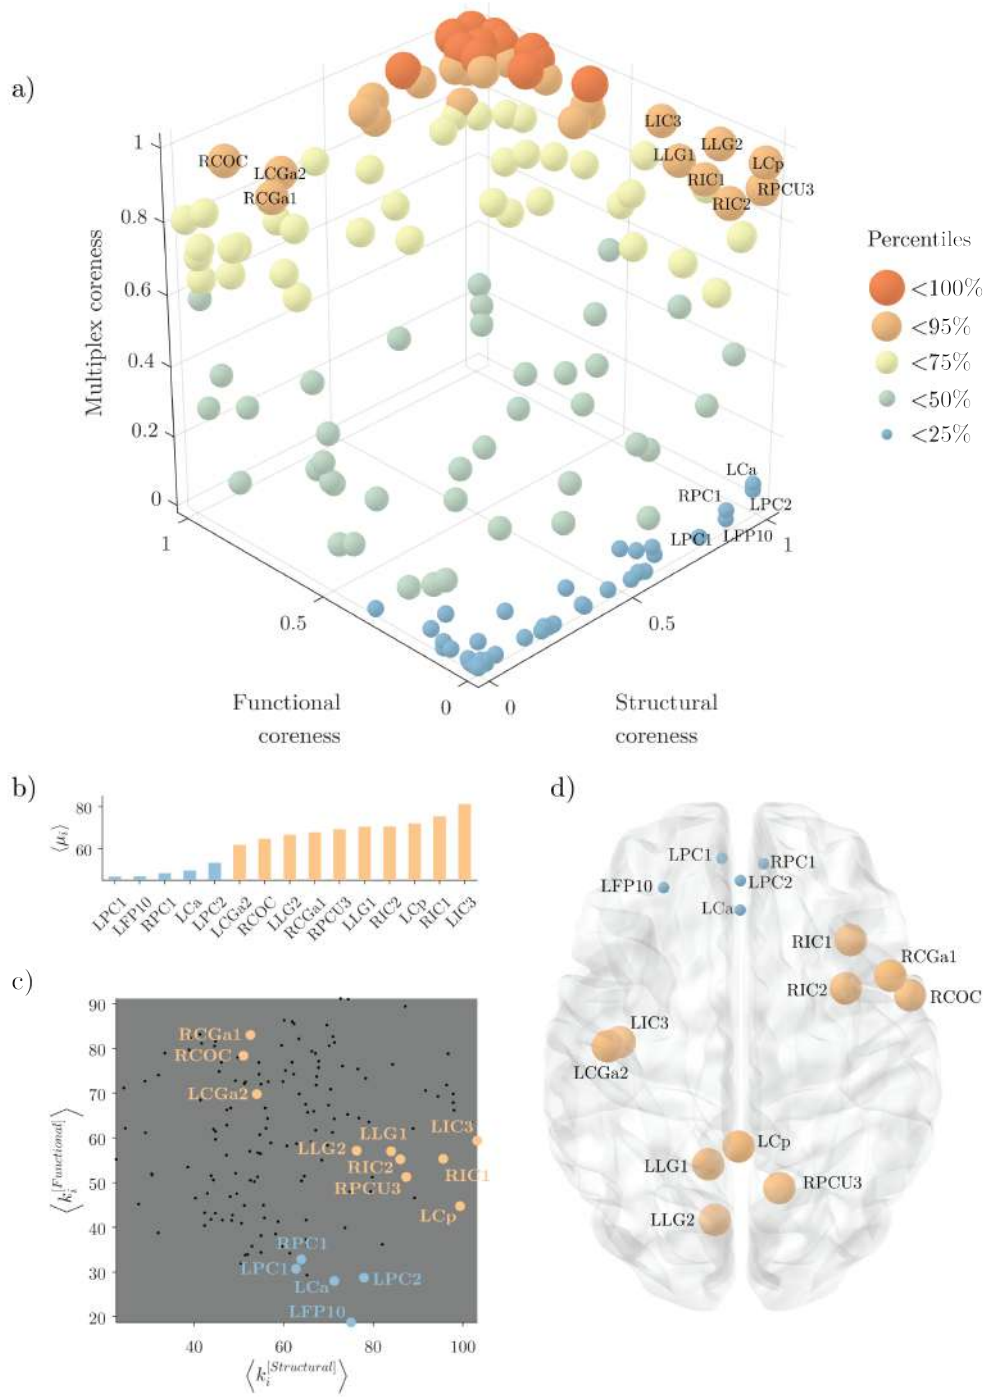 a)
LIC3
LLG2
LLG1
LCp
RCOC
LCGa2
RIC1
RPCU3
RCGa1
RIC2
1
0.8
0.6
0.4
0.2
0
Multiplex coreness
Percentiles
<100%
<95%
<75%
<50%
<25%
LCa
RPC1
LPC2
LPC1
LFP10
1
0.5
0
Functional
coreness
0
0.5
1
Structural
coreness
b)
80
60
⟨μᵢ⟩
LPC1
LFP10
RPC1
LCa
LPC2
LCGa2
RCOC
LLG2
RCGa1
RPCU3
LLG1
RIC2
LCp
RIC1
LIC3
c)
90
80
70
60
50
40
30
20
⟨k_i^[Functional]⟩
RCGa1
RCOC
LCGa2
LIC3
LLG1
LLG2
RIC2
RIC1
RPCU3
LCp
RPC1
LPC1
LCa
LPC2
LFP10
40
60
80
100
⟨k_i^[Structural]⟩
d)
LPC1
RPC1
LFP10
LPC2
LCa
RIC1
RCGa1
RIC2
RCOC
LIC3
LCGa2
LCp
LLG1
RPCU3
LLG2